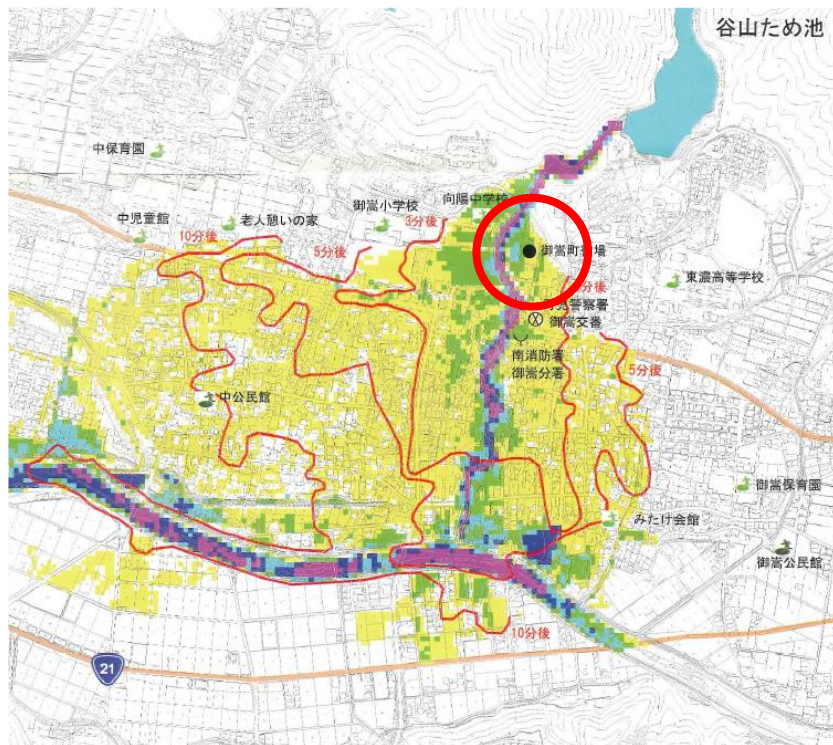 谷山ため池
中保育園
向陽中学校
御嵩小学校
3分後
中児童館
老人憩いの家
10分後
5分後
御嵩町役場
東濃高等学校
分後
警察署
御嵩交番
南消防署
御嵩分署
5分後
中公民館
御嵩保育園
みたけ会館
御嵩公民館
10分後
21